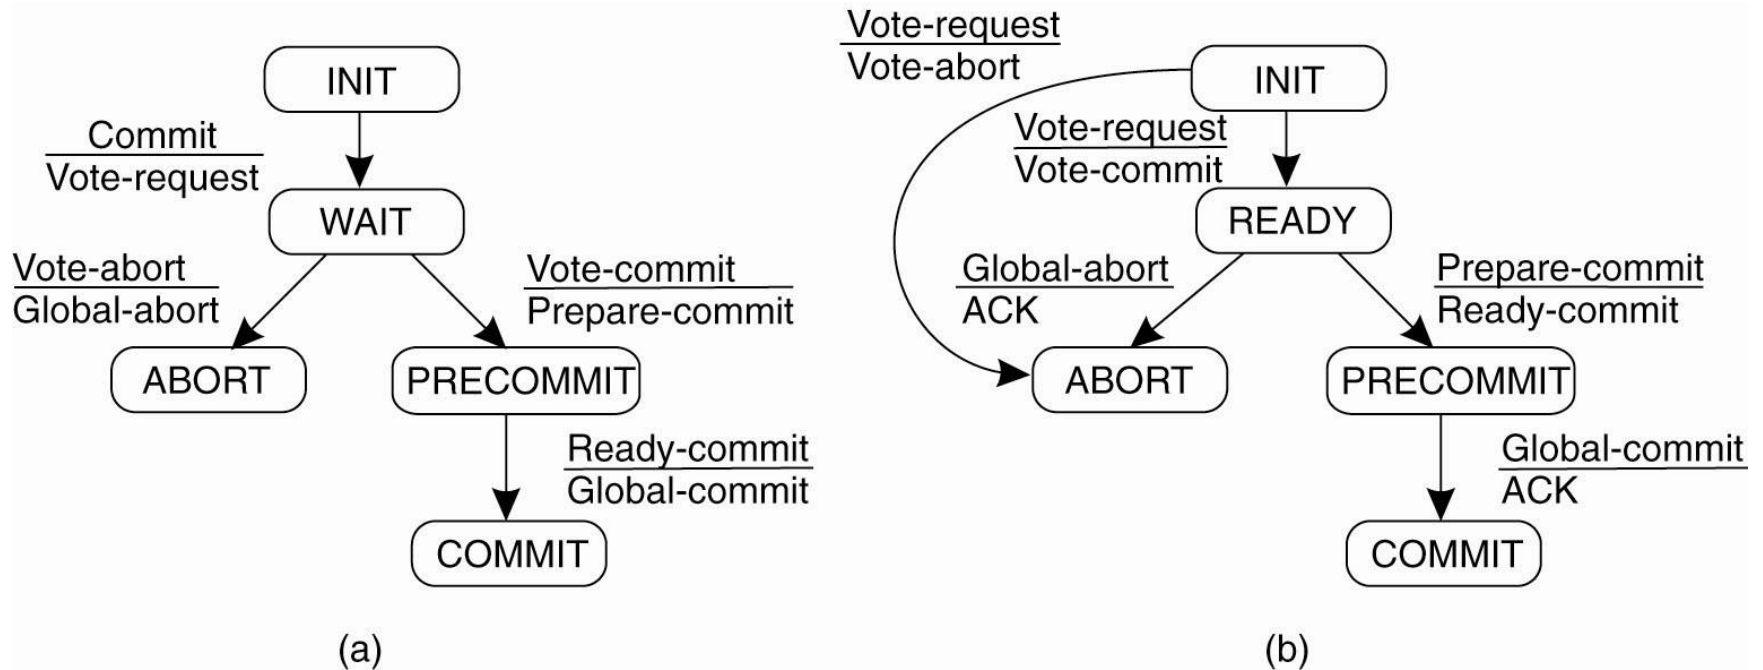 INIT
Commit
Vote-request
WAIT
Vote-abort
Global-abort
Vote-commit
Prepare-commit
ABORT
PRECOMMIT
Ready-commit
Global-commit
COMMIT
(a)
Vote-request
Vote-abort
INIT
Vote-request
Vote-commit
READY
Global-abort
ACK
Prepare-commit
Ready-commit
ABORT
PRECOMMIT
Global-commit
ACK
COMMIT
(b)